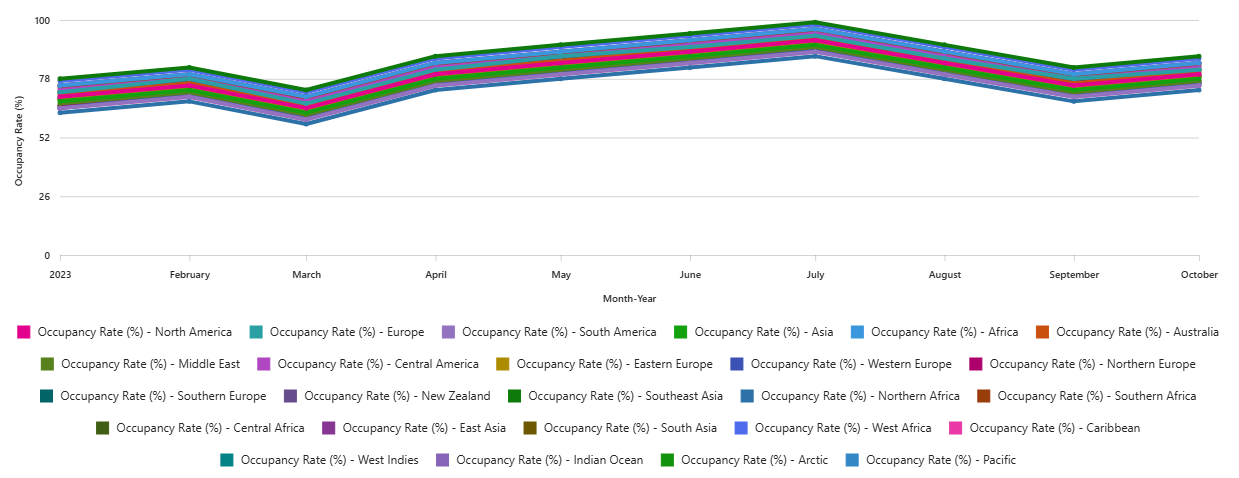 100
78
52
26
0
Occupancy Rate (%)
2023 February March April May June July August September October
Month-Year
Occupancy Rate (%) - North America Occupancy Rate (%) - Europe Occupancy Rate (%) - South America Occupancy Rate (%) - Asia Occupancy Rate (%) - Africa Occupancy Rate (%) - Australia
Occupancy Rate (%) - Middle East Occupancy Rate (%) - Central America Occupancy Rate (%) - Eastern Europe Occupancy Rate (%) - Western Europe Occupancy Rate (%) - Northern Europe
Occupancy Rate (%) - Southern Europe Occupancy Rate (%) - New Zealand Occupancy Rate (%) - Southeast Asia Occupancy Rate (%) - Northern Africa Occupancy Rate (%) - Southern Africa
Occupancy Rate (%) - Central Africa Occupancy Rate (%) - East Asia Occupancy Rate (%) - South Asia Occupancy Rate (%) - West Africa Occupancy Rate (%) - Caribbean
Occupancy Rate (%) - West Indies Occupancy Rate (%) - Indian Ocean Occupancy Rate (%) - Arctic Occupancy Rate (%) - Pacific